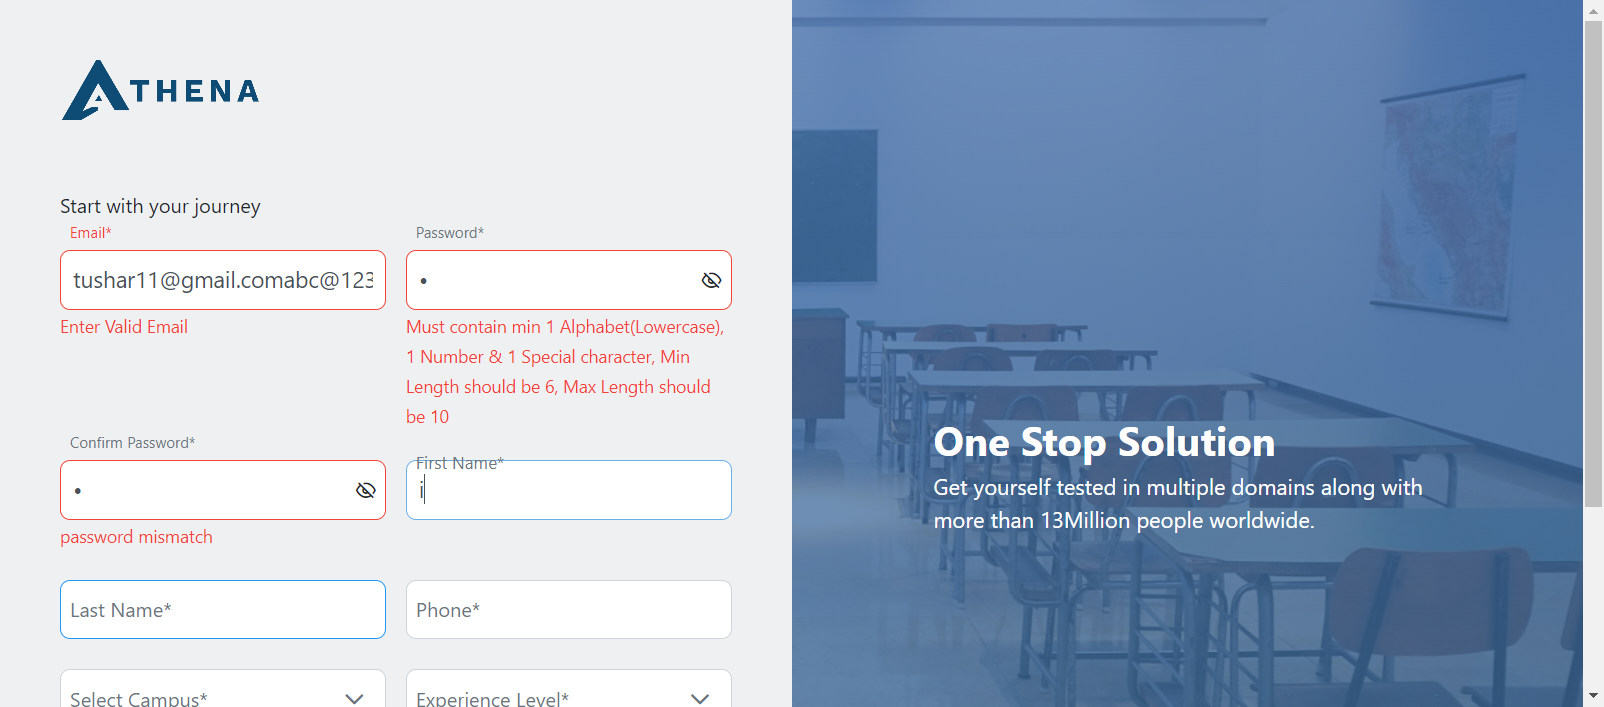 ATHENA
Start with your journey
Email*
Password*
tushar11@gmail.comabc@123
•
Enter Valid Email
Must contain min 1 Alphabet(Lowercase),
1 Number & 1 Special character, Min
Length should be 6, Max Length should
be 10
Confirm Password*
First Name*
•
i
password mismatch
Last Name*
Phone*
Select Campus*
Experience Level*
One Stop Solution
Get yourself tested in multiple domains along with
more than 13Million people worldwide.